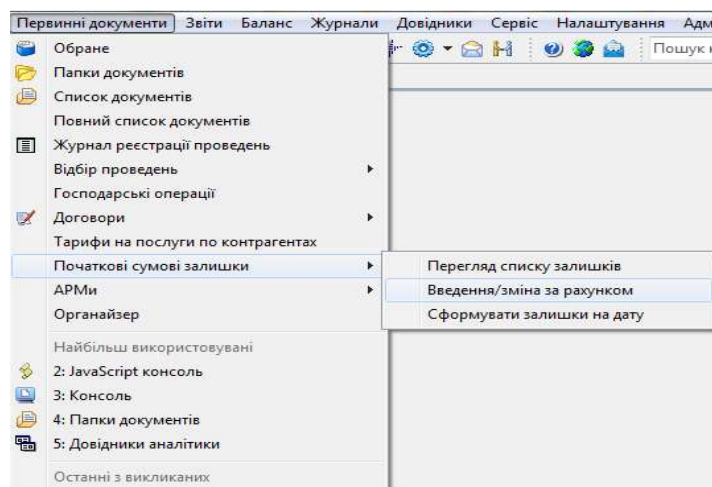 Первинні документи Звіти Баланс Журнали Довідники Сервіс Налаштування Адм
Обране
Пошук
Папки документів
Список документів
Повний список документів
Журнал реєстрації проведень
Відбір проведень
Господарські операції
Договори
Тарифи на послуги по контрагентах
Початкові сумові залишки
Перегляд списку залишків
АРМи
Введення/зміна за рахунком
Органайзер
Сформувати залишки на дату
Найбільш використовувані
2: JavaScript консоль
3: Консоль
4: Папки документів
5: Довідники аналітики
Останні з викликаних